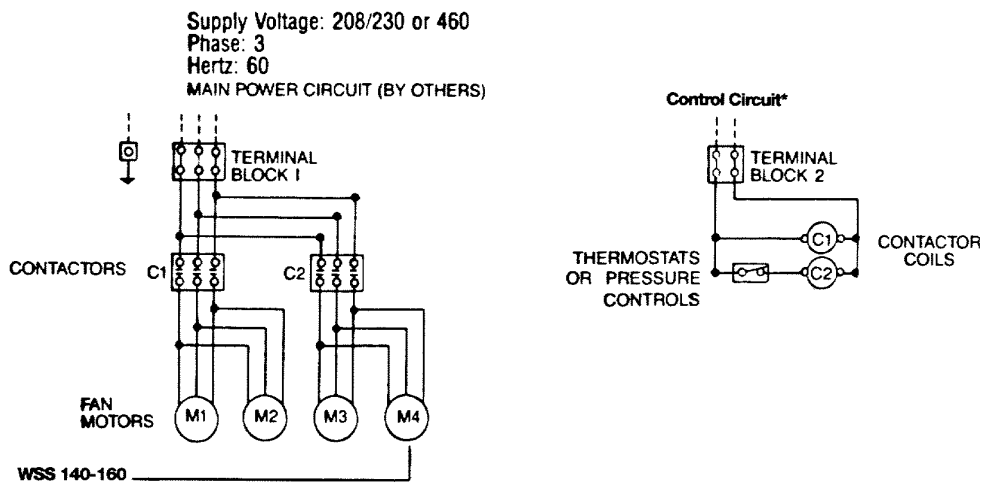 Supply Voltage: 208/230 or 460
Phase: 3
Hertz: 60
MAIN POWER CIRCUIT (BY OTHERS)
Control Circuit*
TERMINAL
BLOCK 1
TERMINAL
BLOCK 2
CONTACTORS
C1
C2
THERMOSTATS
OR PRESSURE
CONTROLS
C1
C2
CONTACTOR
COILS
FAN
MOTORS
M1
M2
M3
M4
WSS 140-160